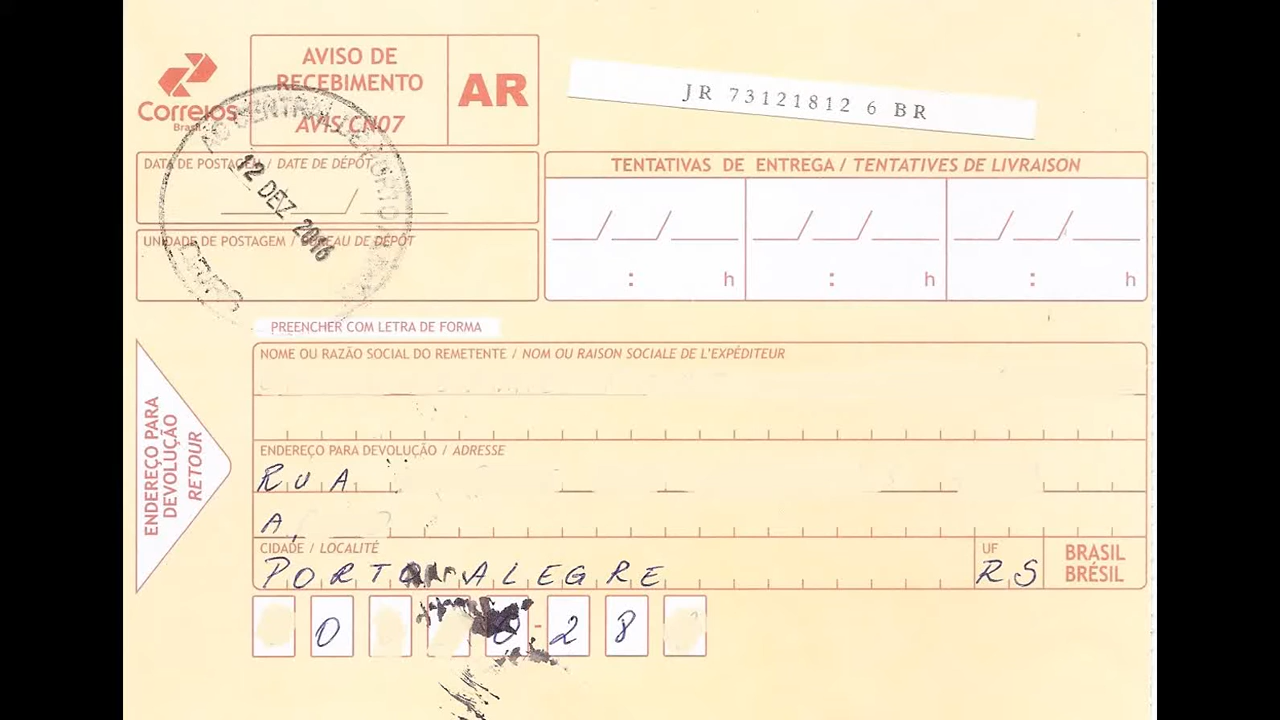 Correios
Brasil
AVISO DE
RECEBIMENTO
AVIS CN07
AR
JR 73121812 6 BR
DATA DE POSTAGEM / DATE DE DÉPÔT
12 DEZ 2016
UNIDADE DE POSTAGEM / BUREAU DE DÉPÔT
TENTATIVAS DE ENTREGA / TENTATIVES DE LIVRAISON
/ / / / / /
: h : h : h
PREENCHER COM LETRA DE FORMA
ENDEREÇO PARA
DEVOLUÇÃO
RETOUR
NOME OU RAZÃO SOCIAL DO REMETENTE / NOM OU RAISON SOCIALE DE L'EXPÉDITEUR
ENDEREÇO PARA DEVOLUÇÃO / ADRESSE
RUA
A
CIDADE / LOCALITÉ
PORTO ALEGRE
UF
RS
BRASIL
BRÉSIL
0 0 - 2 8